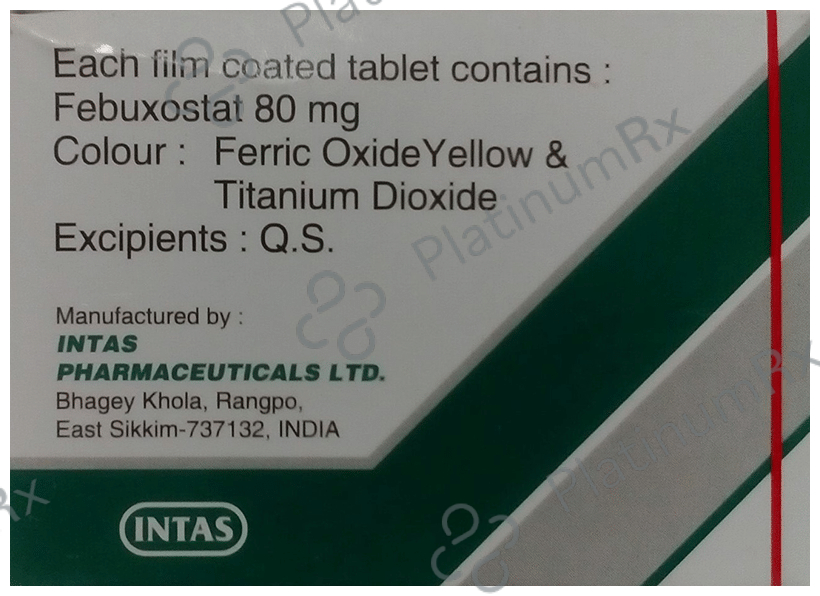 Each film coated tablet contains :
Febuxostat 80 mg
Colour : Ferric OxideYellow &
Titanium Dioxide
Excipients : Q.S.
Manufactured by :
INTAS
PHARMACEUTICALS LTD.
Bhagey Khola, Rangpo,
East Sikkim-737132, INDIA
INTAS
PlatinumRx
PlatinumRx
PlatinumRx
Rx